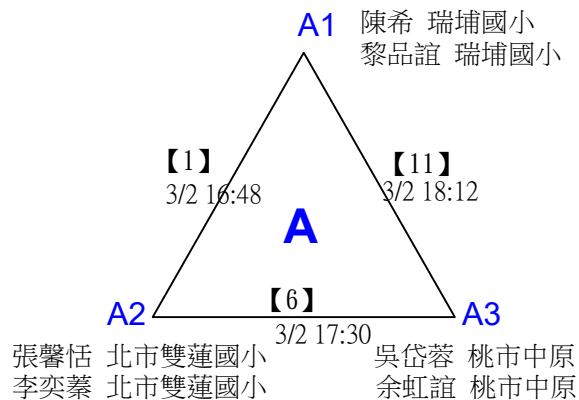 A1
陳希 瑞埔國小
黎品誼 瑞埔國小
【1】
3/2 16:48
【11】
3/2 18:12
A
A2
【6】
3/2 17:30
A3
張馨恬 北市雙蓮國小
李奕蓁 北市雙蓮國小
吳岱蓉 桃市中原
余虹誼 桃市中原